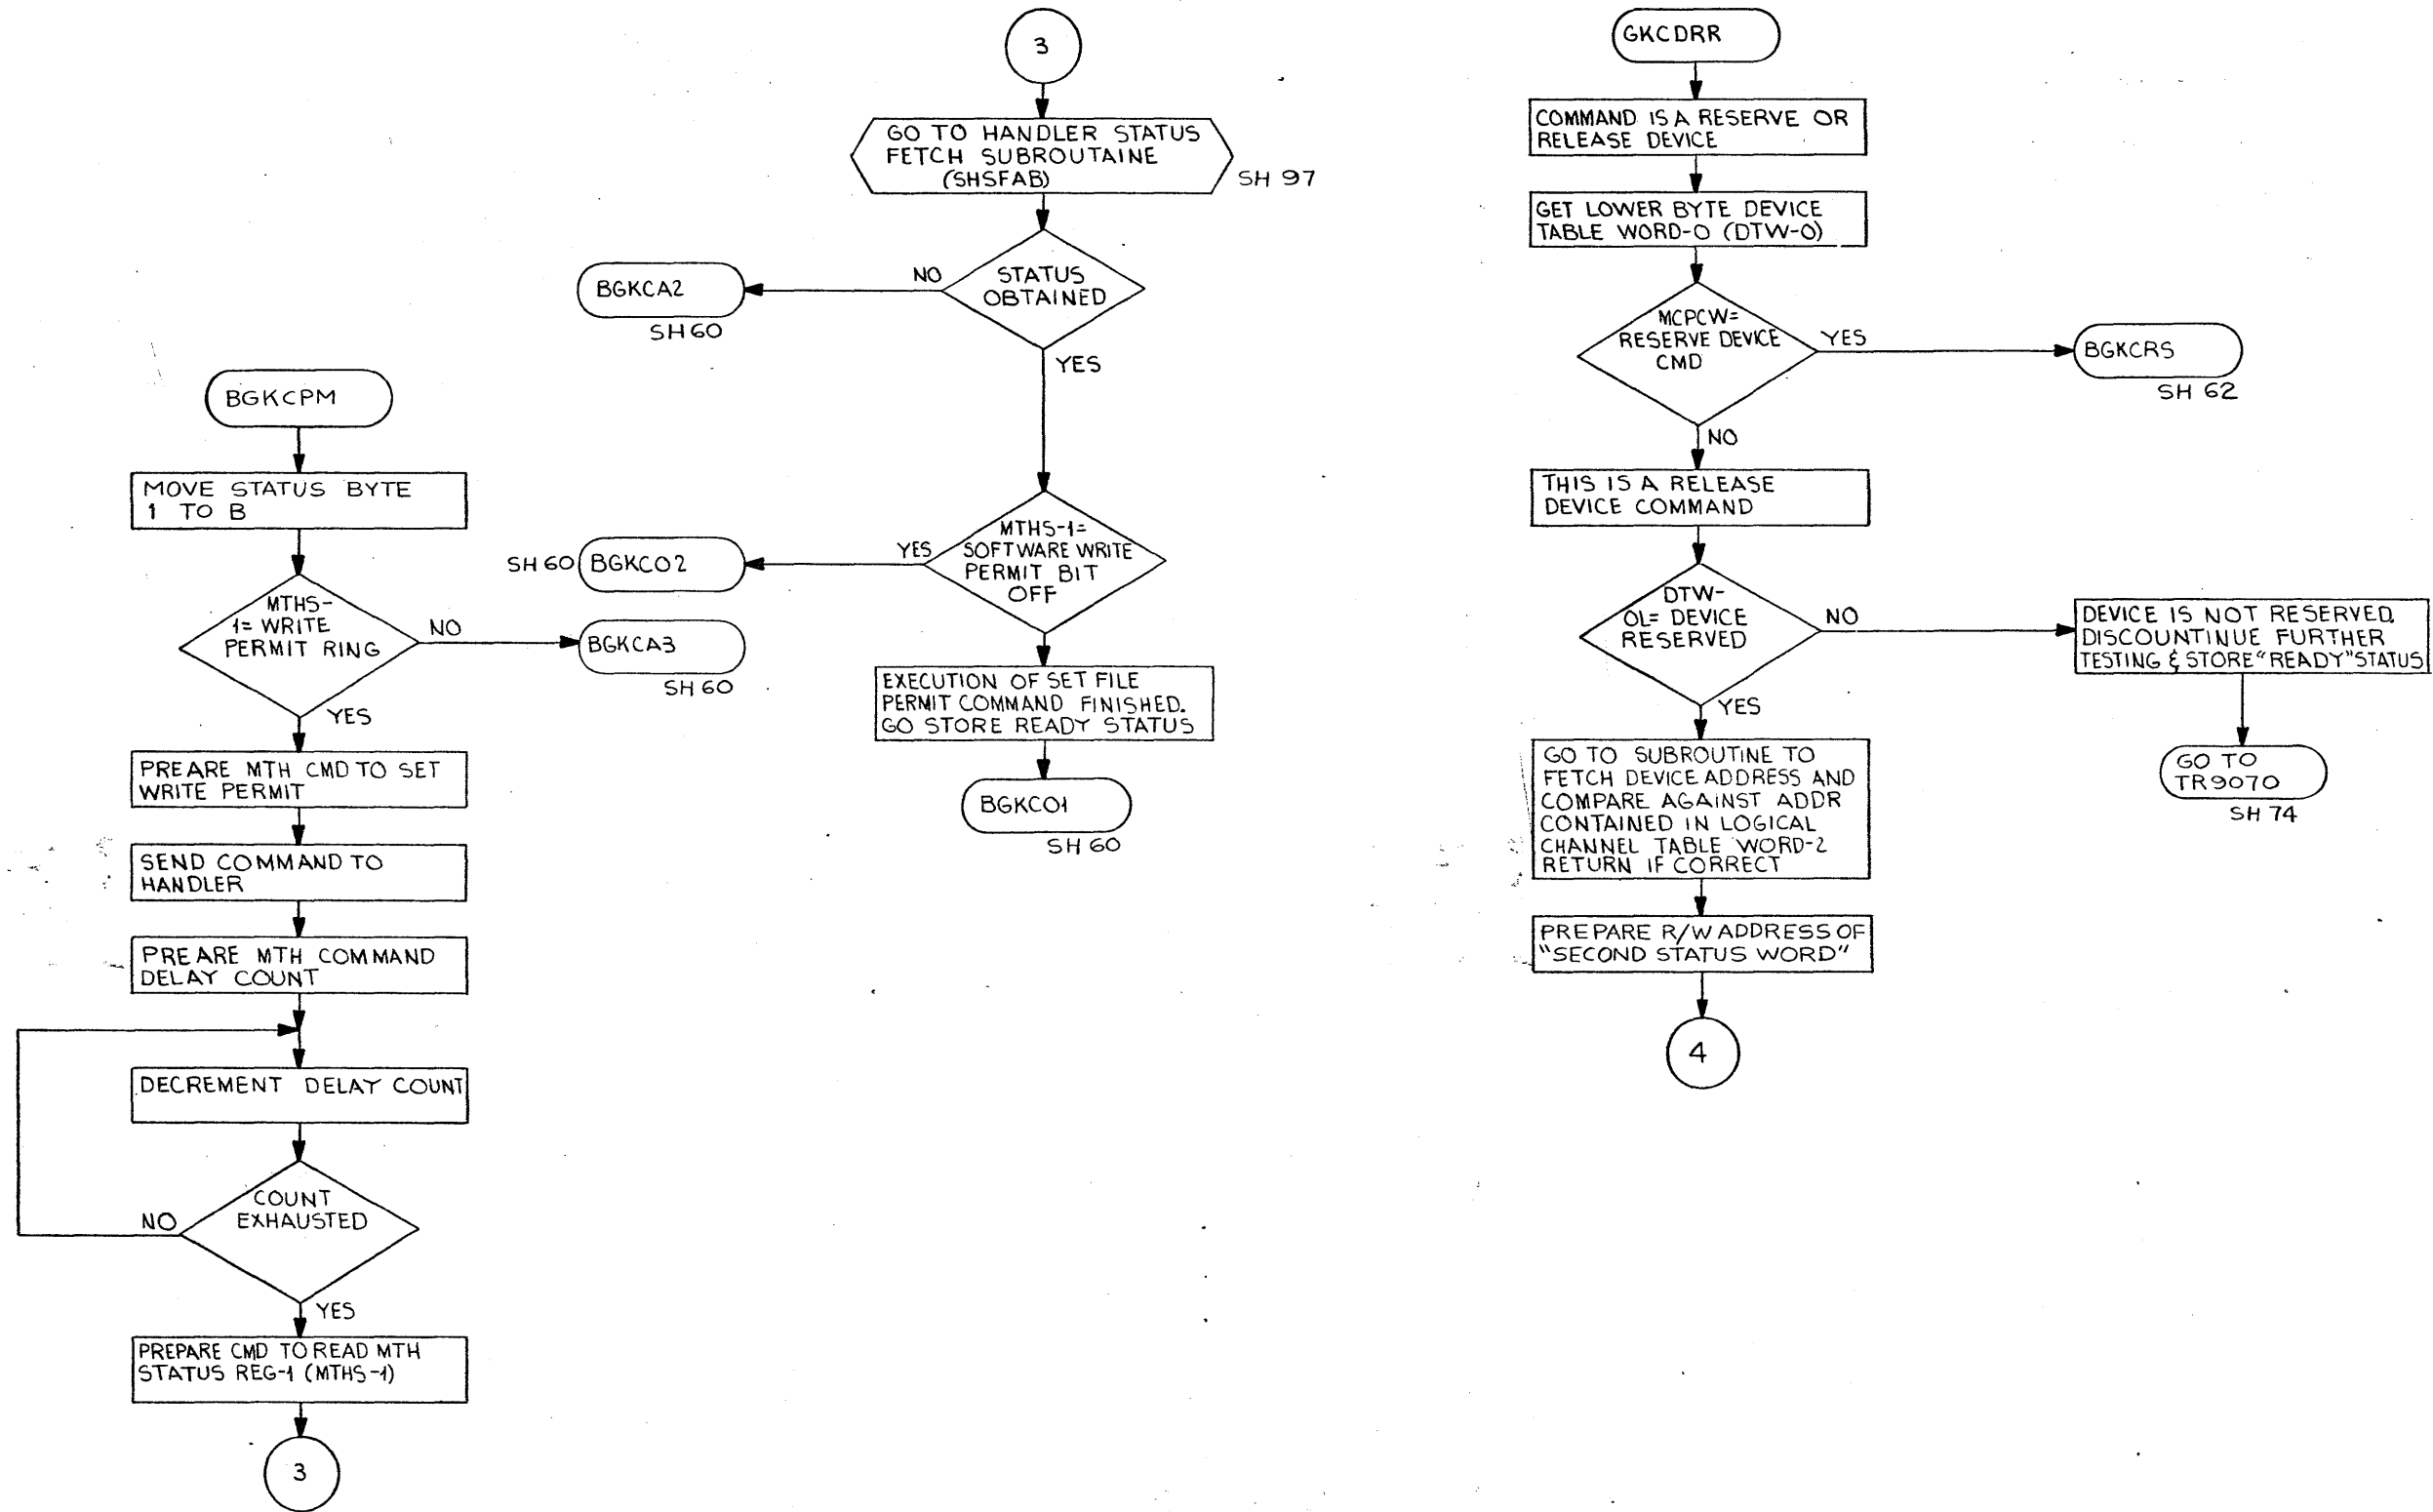 BGKCPM
MOVE STATUS BYTE
1 TO B
MTHS-
1= WRITE
PERMIT RING
NO
BGKCA3
SH 60
YES
PREARE MTH CMD TO SET
WRITE PERMIT
SEND COMMAND TO
HANDLER
PREARE MTH COMMAND
DELAY COUNT
DECREMENT DELAY COUNT
COUNT
EXHAUSTED
NO
YES
PREPARE CMD TO READ MTH
STATUS REG-1 (MTHS-1)
3
3
GO TO HANDLER STATUS
FETCH SUBROUTAINE
(SHSFAB)
SH 97
STATUS
OBTAINED
NO
BGKCA2
SH 60
YES
MTHS-1=
SOFTWARE WRITE
PERMIT BIT
OFF
YES
SH 60
BGKCO2
EXECUTION OF SET FILE
PERMIT COMMAND FINISHED.
GO STORE READY STATUS
BGKCO1
SH 60
GKCDRR
COMMAND IS A RESERVE OR
RELEASE DEVICE
GET LOWER BYTE DEVICE
TABLE WORD-0 (DTW-0)
MCPCW=
RESERVE DEVICE
CMD
YES
BGKCRS
SH 62
NO
THIS IS A RELEASE
DEVICE COMMAND
DTW-
OL= DEVICE
RESERVED
NO
DEVICE IS NOT RESERVED.
DISCOUNTINUE FURTHER
TESTING & STORE "READY" STATUS
GO TO
TR9070
SH 74
YES
GO TO SUBROUTINE TO
FETCH DEVICE ADDRESS AND
COMPARE AGAINST ADDR
CONTAINED IN LOGICAL
CHANNEL TABLE WORD-2
RETURN IF CORRECT
PREPARE R/W ADDRESS OF
"SECOND STATUS WORD"
4